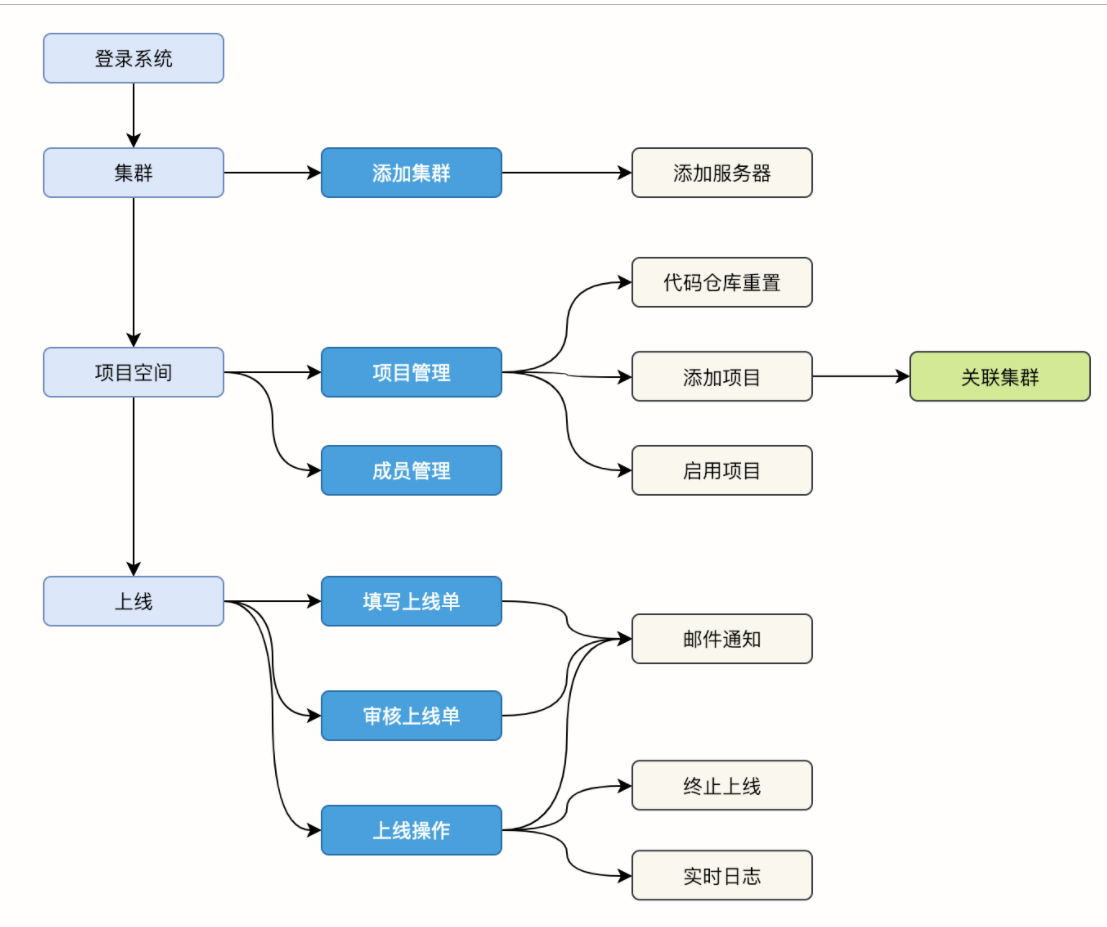 登录系统
集群
添加集群
添加服务器
代码仓库重置
项目空间
项目管理
添加项目
关联集群
成员管理
启用项目
上线
填写上线单
邮件通知
审核上线单
终止上线
上线操作
实时日志